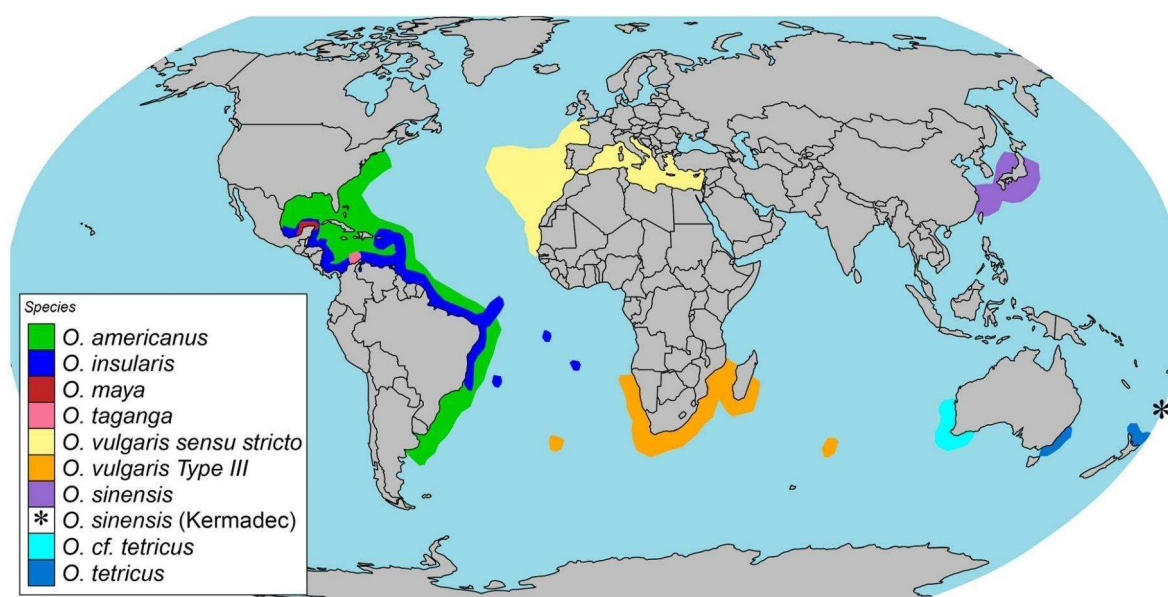 Species
O. americanus
O. insularis
O. maya
O. taganga
O. vulgaris sensu stricto
O. vulgaris Type III
O. sinensis
* O. sinensis (Kermadec)
O. cf. tetricus
O. tetricus
*